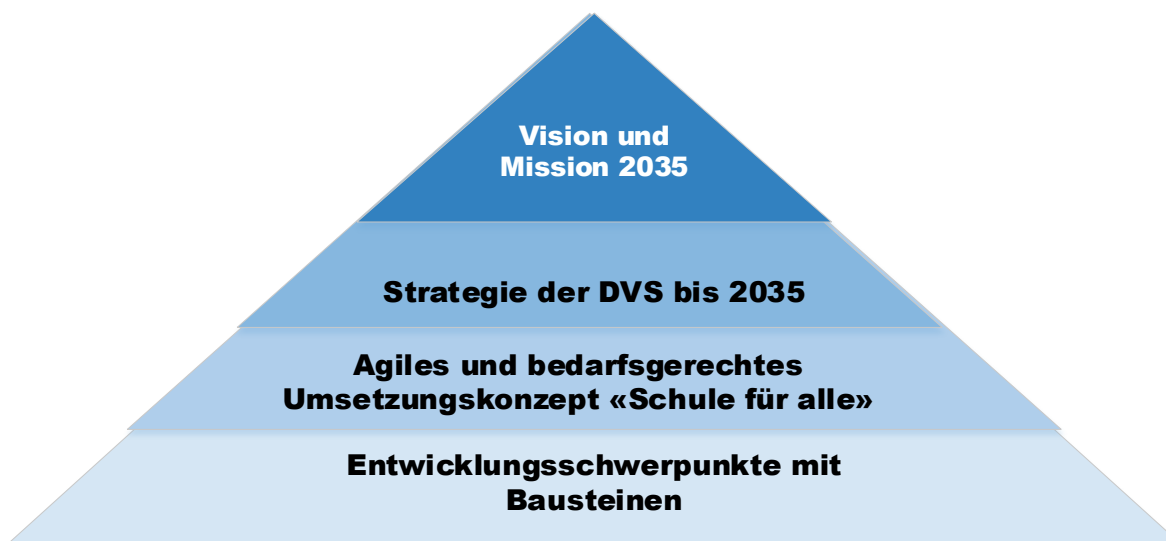 Vision und
Mission 2035
Strategie der DVS bis 2035
Agiles und bedarfsgerechtes
Umsetzungskonzept «Schule für alle»
Entwicklungsschwerpunkte mit
Bausteinen